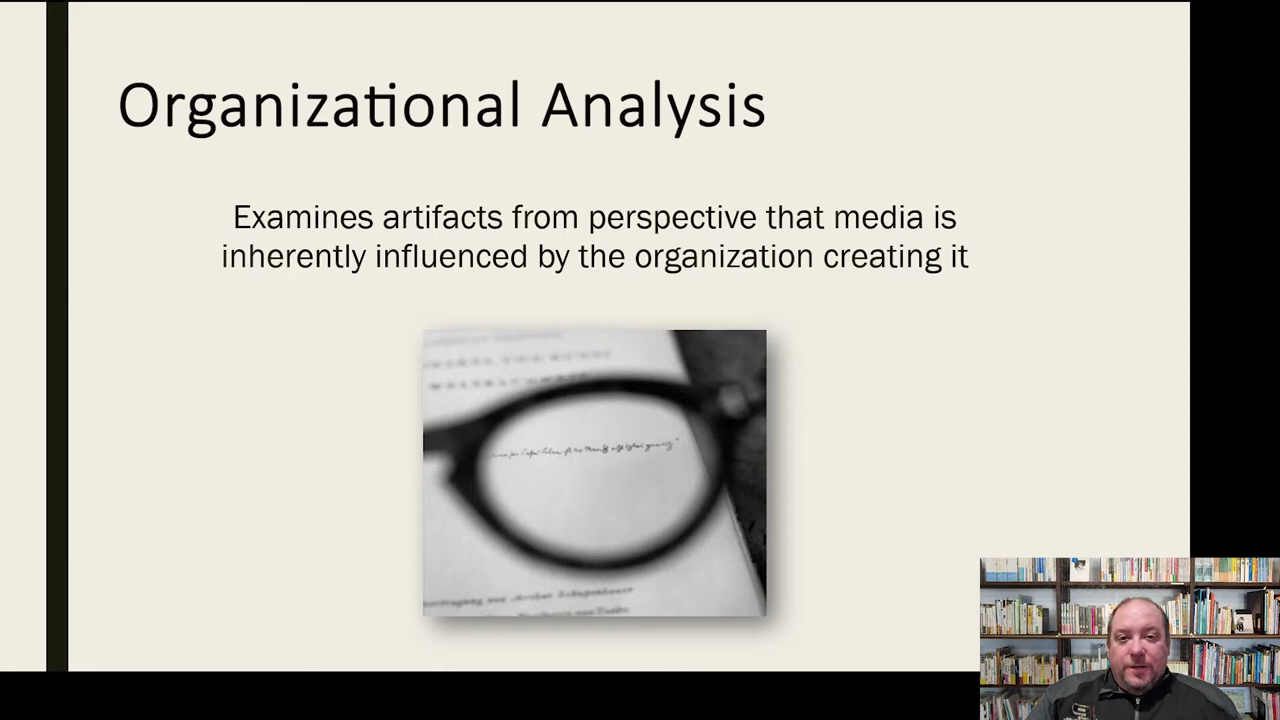 Organizational Analysis
Examines artifacts from perspective that media is
inherently influenced by the organization creating it